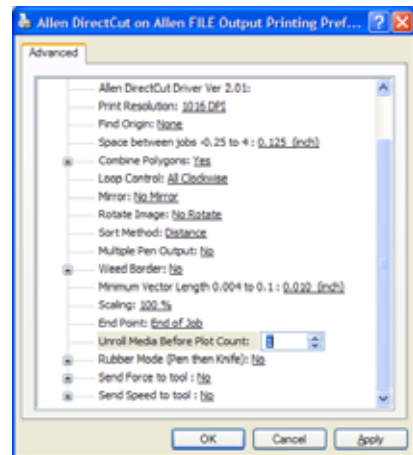 Allen DirectCut on Allen FILE Output Printing Pref...
Advanced
Allen DirectCut Driver Ver 2.01:
Print Resolution: 1016 DPI
Find Origin: None
Space between jobs -0.25 to 4 : 0.125 (inch)
Combine Polygons: Yes
Loop Control: All Clockwise
Mirror: No Mirror
Rotate Image: No Rotate
Sort Method: Distance
Multiple Pen Output: No
Weed Border: No
Minimum Vector Length 0.004 to 0.1 : 0.010 (inch)
Scaling: 100 %
End Point: End of Job
Unroll Media Before Plot Count:
Rubber Mode (Pen then Knife): No
Send Force to tool : No
Send Speed to tool : No
OK Cancel Apply